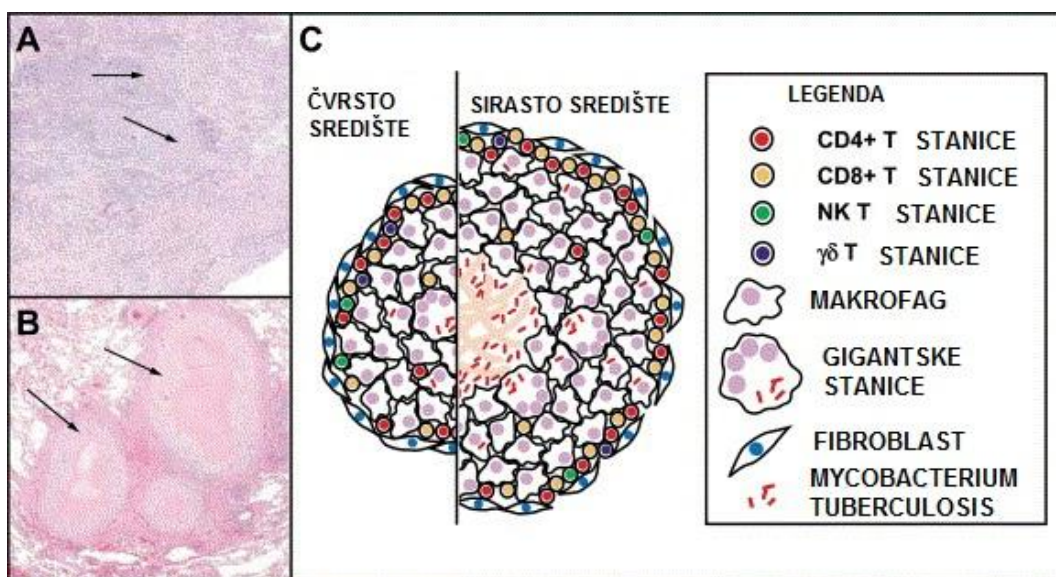 A
B
C
ČVRSTO
SREDIŠTE
SIRASTO SREDIŠTE
LEGENDA
CD4+ T STANICE
CD8+ T STANICE
NK T STANICE
γδ T STANICE
MAKROFAG
GIGANTSKE
STANICE
FIBROBLAST
MYCOBACTERIUM
TUBERCULOSIS